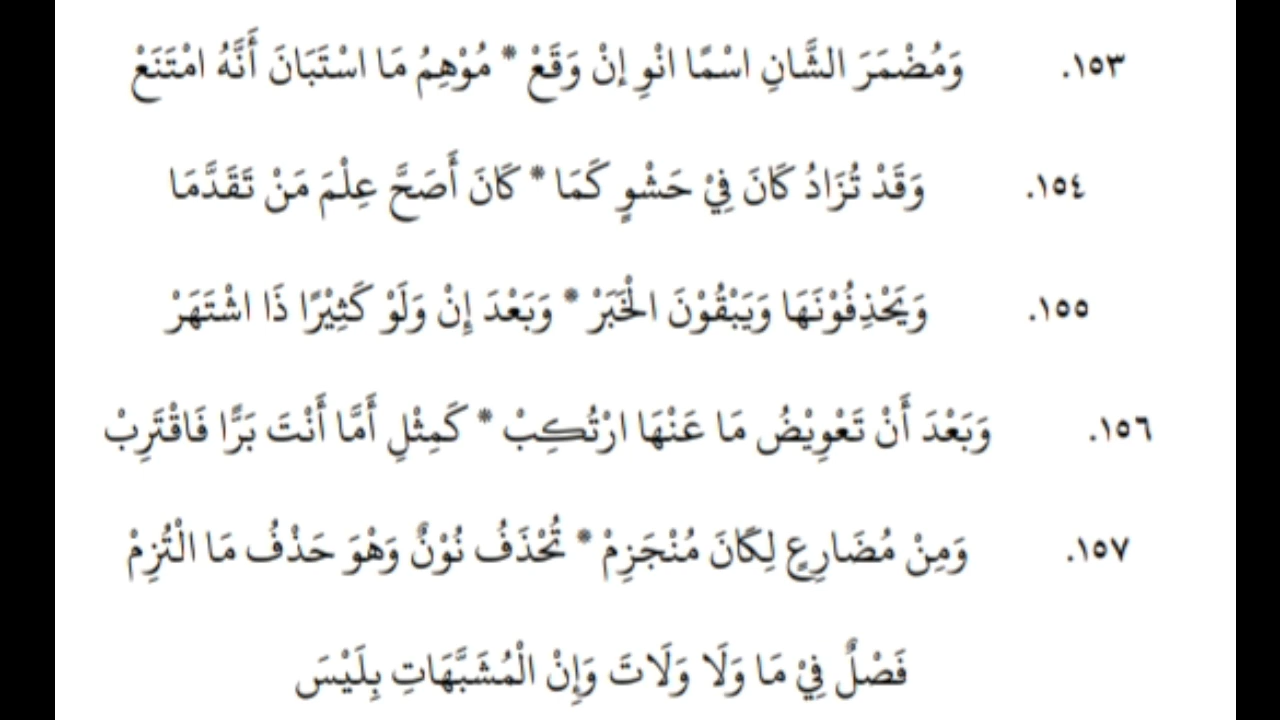 ١٥٣. وَمُضْمَرَ الشَّانِ اسْمًا انْوِ إنْ وَقَعْ * مُوْهِمُ مَا اسْتَبَانَ أَنَّهُ امْتَنَعْ
١٥٤. وَقَدْ تُزَادُ كَانَ فِيْ حَشْوٍ كَمَا * كَانَ أَصَحَّ عِلْمَ مَنْ تَقَدَّمَا
١٥٥. وَيَحْذِفُوْنَهَا وَيَبْقُوْنَ الْخَبَرْ * وَبَعْدَ إِنْ وَلَوْ كَثِيْرًا ذَا اشْتَهَرْ
١٥٦. وَبَعْدَ أَنْ تَعْوِيْضُ مَا عَنْهَا ارْتُكِبْ * كَمِثْلِ أَمَّا أَنْتَ بَرًّا فَاقْتَرِبْ
١٥٧. وَمِنْ مُضَارِعٍ لِكَانَ مُنْجَزِمْ * تُحْذَفُ نُوْنٌ وَهْوَ حَذْفُ مَا الْتُزِمْ
فَصْلٌ فِيْ مَا وَلَا وَلَاتَ وَإِنْ الْمُشَبَّهَاتِ بِلَيْسَ